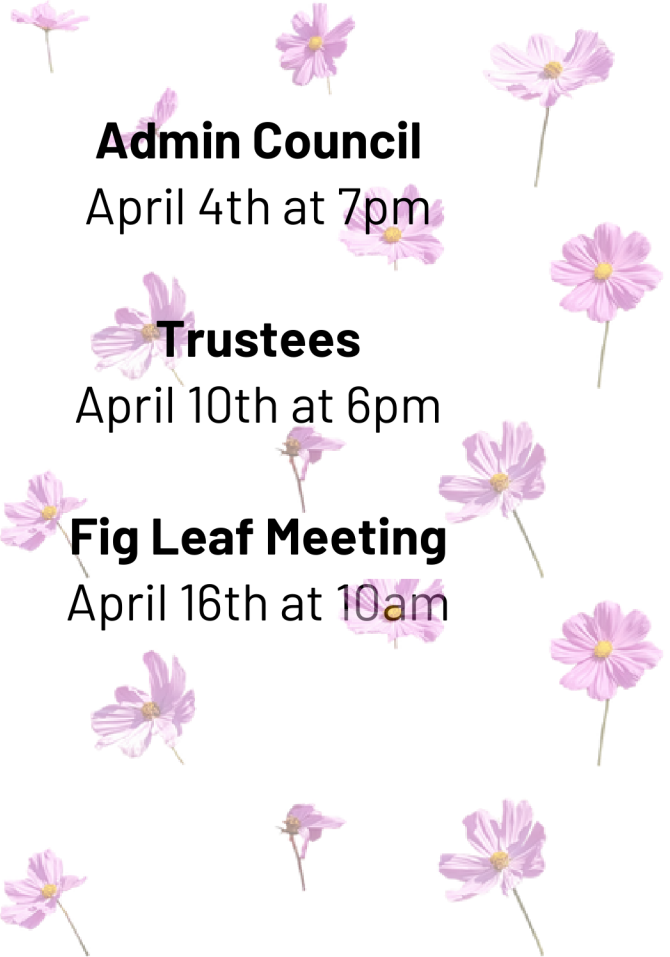 Admin Council
April 4th at 7pm
Trustees
April 10th at 6pm
Fig Leaf Meeting
April 16th at 10am